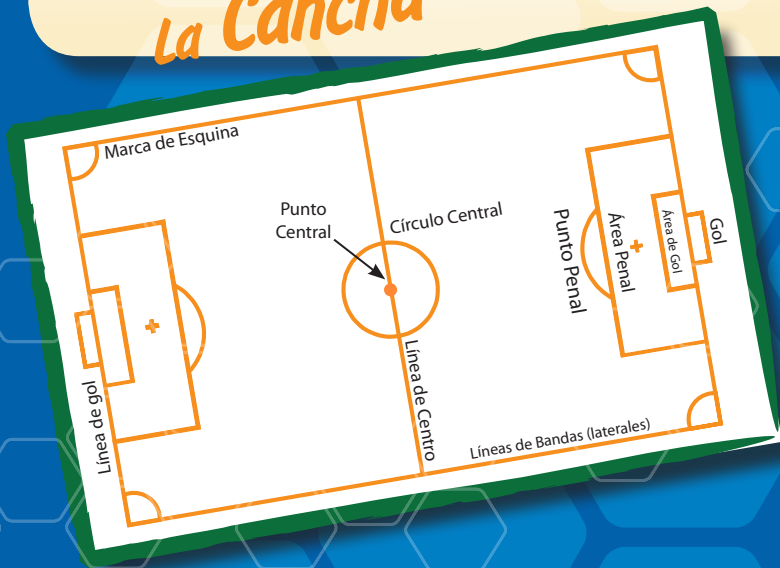 La Cancha
Marca de Esquina
Punto
Central
Círculo Central
Punto Penal
Área Penal
Área de Gol
Gol
Línea de gol
Línea de Centro
Líneas de Bandas (laterales)